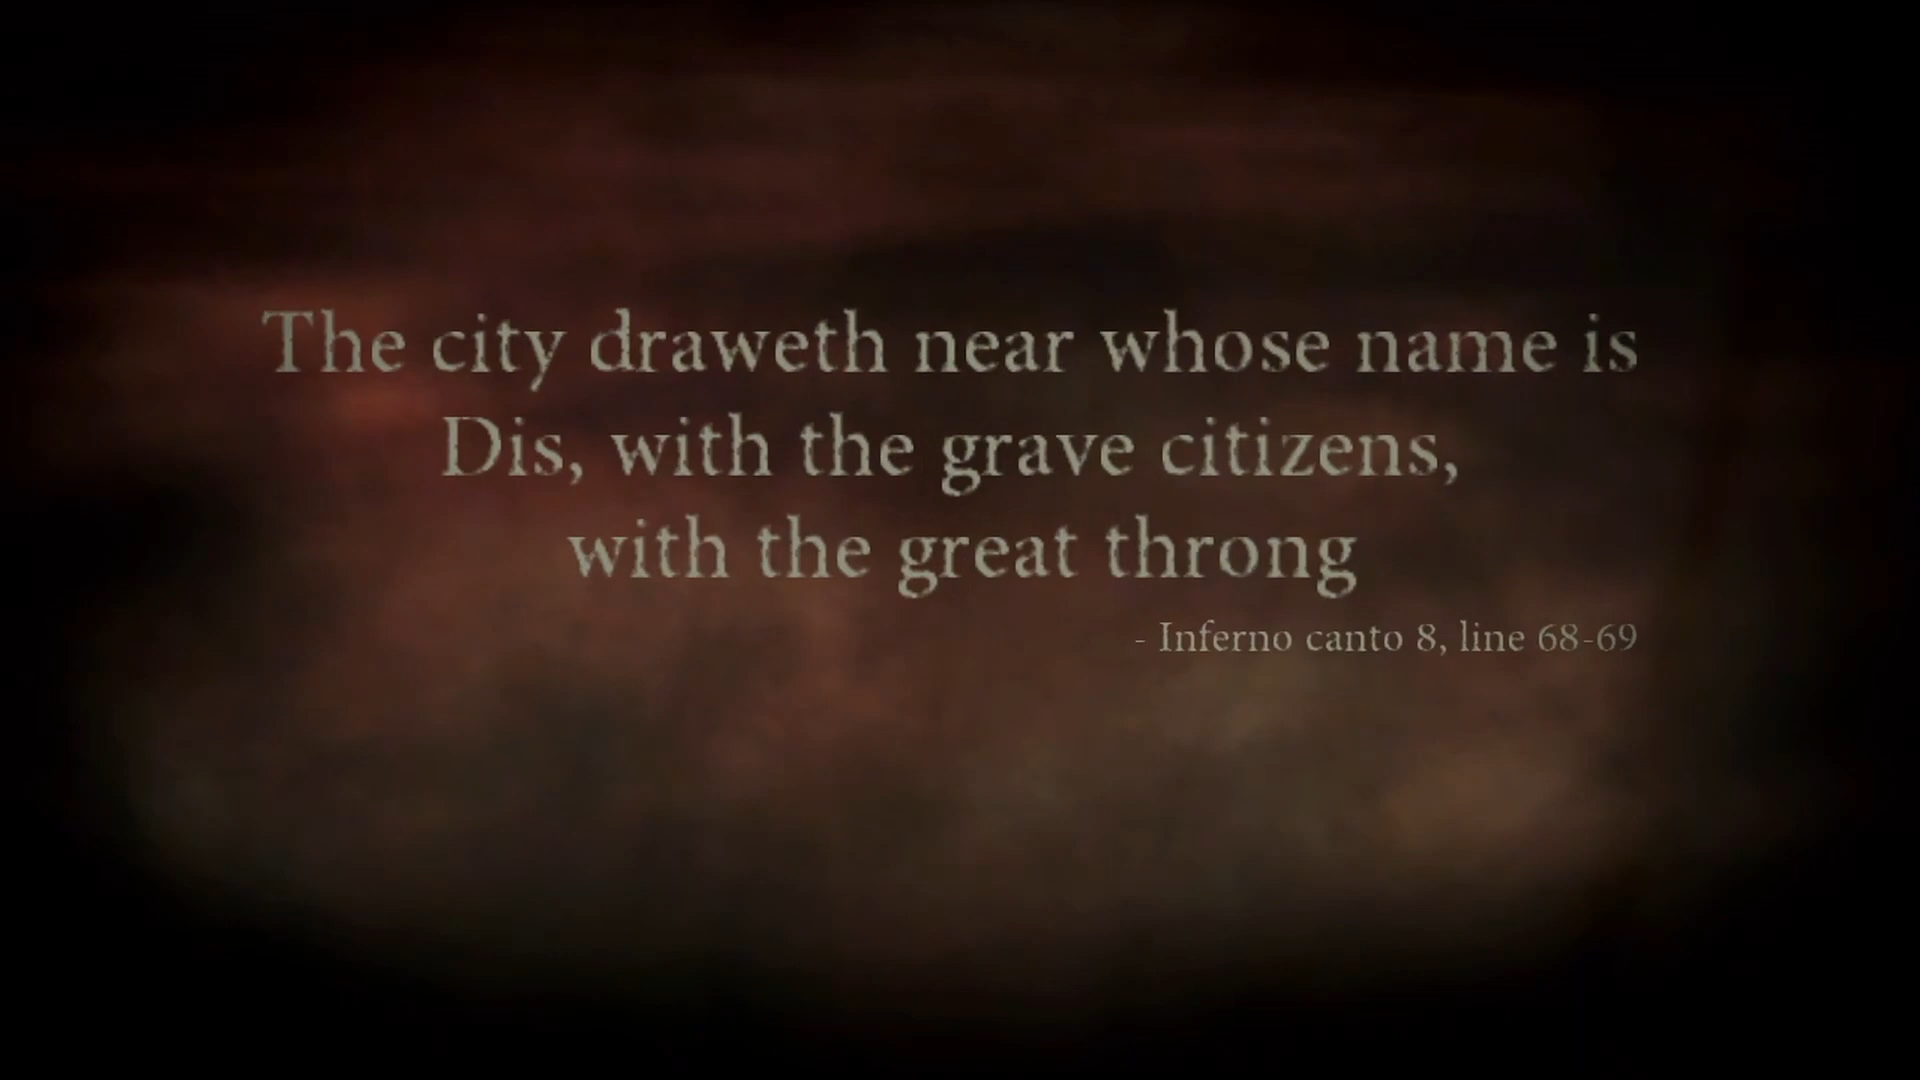 The city draweth near whose name is
Dis, with the grave citizens,
with the great throng
- Inferno canto 8, line 68-69